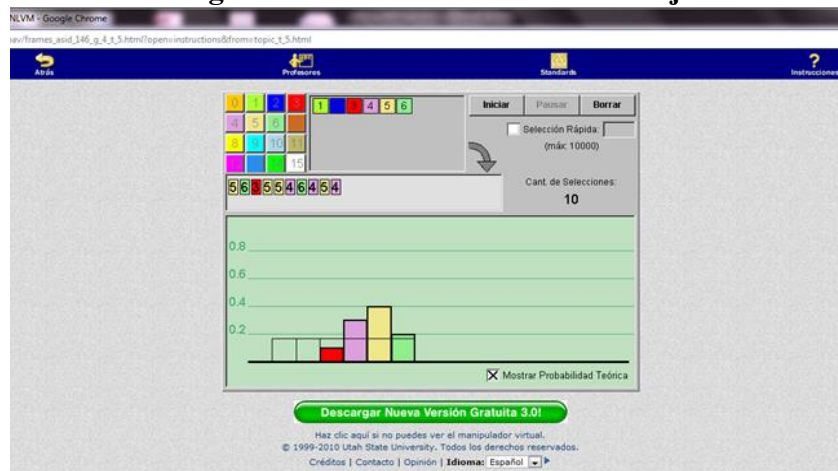 NLVM - Google Chrome
av/frames_asid_146_g_4_t_5.html?open=instructions&from=topic_t_5.html
Atrás Profesores Standards Instrucciones
0 1 2 3
4 5 6
8 9 10 11
15
1 3 4 5 6
Iniciar Pausar Borrar
Selección Rápida:
(máx: 10000)
5 6 3 5 5 4 6 4 5 4
Cant. de Selecciones:
10
0.8
0.6
0.4
0.2
Mostrar Probabilidad Teórica
Descargar Nueva Versión Gratuita 3.0!
Haz clic aquí si no puedes ver el manipulador virtual.
© 1999-2010 Utah State University. Todos los derechos reservados.
Créditos | Contacto | Opinión | Idioma: Español